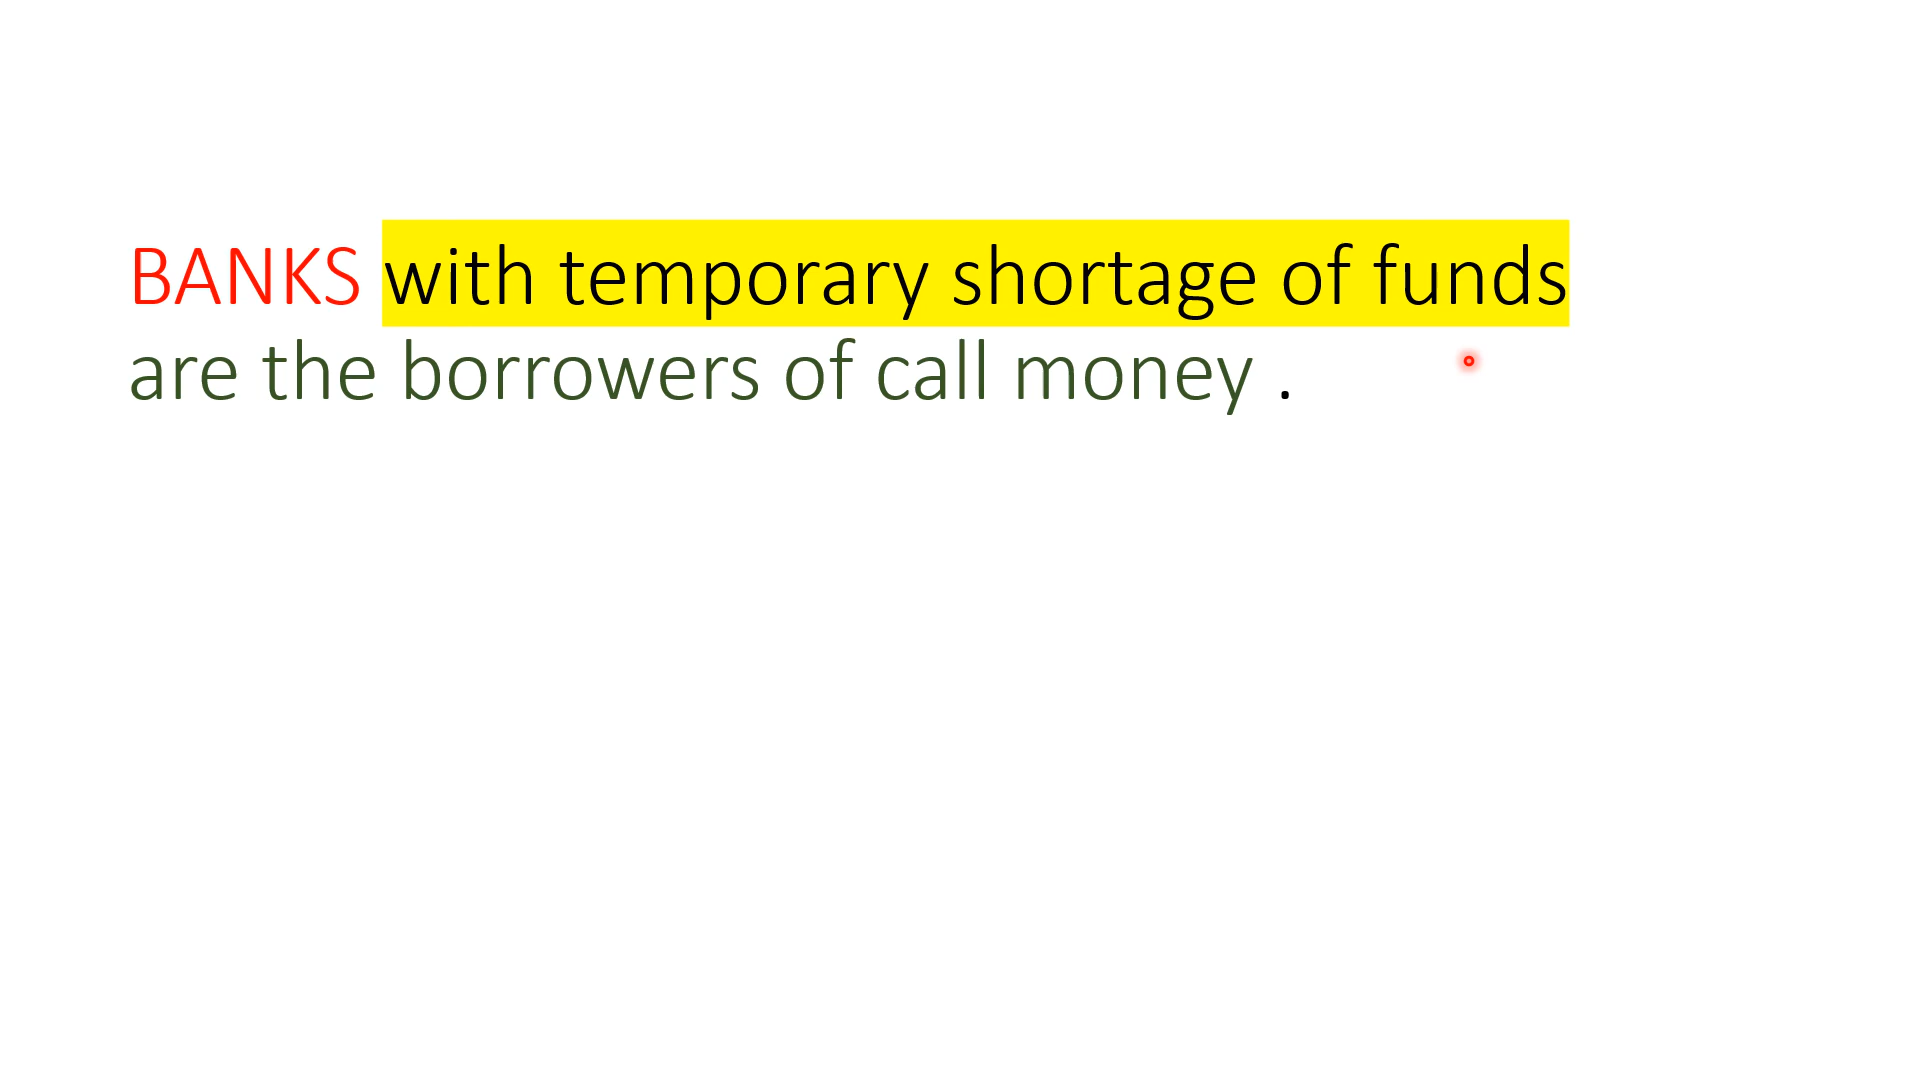 BANKS with temporary shortage of funds
are the borrowers of call money .